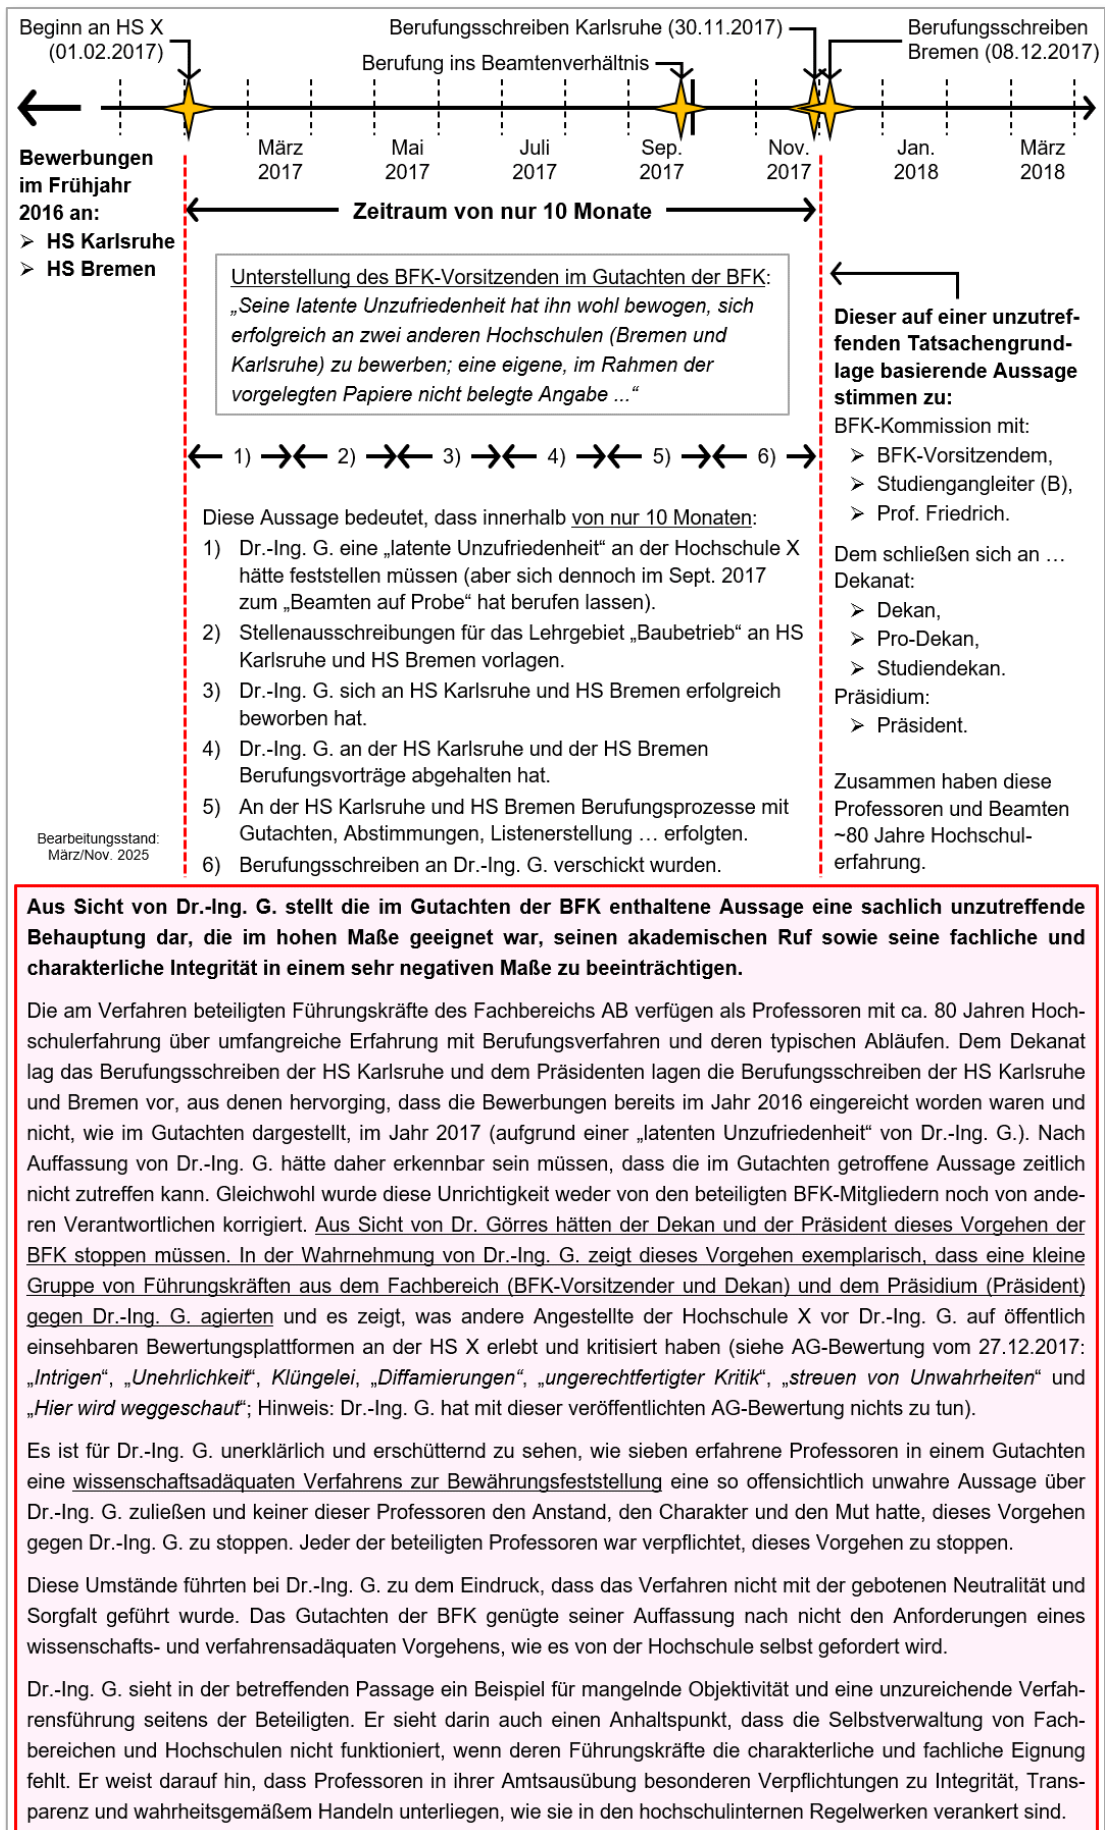 Beginn an HS X
(01.02.2017)
Berufungsschreiben Karlsruhe (30.11.2017)
Berufung ins Beamtenverhältnis
Berufungsschreiben
Bremen (08.12.2017)
März
2017
Mai
2017
Juli
2017
Sep.
2017
Nov.
2017
Jan.
2018
März
2018
Bewerbungen
im Frühjahr
2016 an:
➢ HS Karlsruhe
➢ HS Bremen
Zeitraum von nur 10 Monate
Unterstellung des BFK-Vorsitzenden im Gutachten der BFK:
„Seine latente Unzufriedenheit hat ihn wohl bewogen, sich
erfolgreich an zwei anderen Hochschulen (Bremen und
Karlsruhe) zu bewerben; eine eigene, im Rahmen der
vorgelegten Papiere nicht belegte Angabe ...“
1) 2) 3) 4) 5) 6)
Diese Aussage bedeutet, dass innerhalb von nur 10 Monaten:
1) Dr.-Ing. G. eine „latente Unzufriedenheit“ an der Hochschule X
hätte feststellen müssen (aber sich dennoch im Sept. 2017
zum „Beamten auf Probe“ hat berufen lassen).
2) Stellenausschreibungen für das Lehrgebiet „Baubetrieb“ an HS
Karlsruhe und HS Bremen vorlagen.
3) Dr.-Ing. G. sich an HS Karlsruhe und HS Bremen erfolgreich
beworben hat.
4) Dr.-Ing. G. an der HS Karlsruhe und der HS Bremen
Berufungsvorträge abgehalten hat.
5) An der HS Karlsruhe und HS Bremen Berufungsprozesse mit
Gutachten, Abstimmungen, Listenerstellung … erfolgten.
6) Berufungsschreiben an Dr.-Ing. G. verschickt wurden.
Bearbeitungsstand:
März/Nov. 2025
Dieser auf einer unzutref-
fenden Tatsachengrund-
lage basierende Aussage
stimmen zu:
BFK-Kommission mit:
➢ BFK-Vorsitzendem,
➢ Studiengangleiter (B),
➢ Prof. Friedrich.
Dem schließen sich an …
Dekanat:
➢ Dekan,
➢ Pro-Dekan,
➢ Studiendekan.
Präsidium:
➢ Präsident.
Zusammen haben diese
Professoren und Beamten
~80 Jahre Hochschul-
erfahrung.
Aus Sicht von Dr.-Ing. G. stellt die im Gutachten der BFK enthaltene Aussage eine sachlich unzutreffende
Behauptung dar, die im hohen Maße geeignet war, seinen akademischen Ruf sowie seine fachliche und
charakterliche Integrität in einem sehr negativen Maße zu beeinträchtigen.
Die am Verfahren beteiligten Führungskräfte des Fachbereichs AB verfügen als Professoren mit ca. 80 Jahren Hoch-
schulerfahrung über umfangreiche Erfahrung mit Berufungsverfahren und deren typischen Abläufen. Dem Dekanat
lag das Berufungsschreiben der HS Karlsruhe und dem Präsidenten lagen die Berufungsschreiben der HS Karlsruhe
und Bremen vor, aus denen hervorging, dass die Bewerbungen bereits im Jahr 2016 eingereicht worden waren und
nicht, wie im Gutachten dargestellt, im Jahr 2017 (aufgrund einer „latenten Unzufriedenheit“ von Dr.-Ing. G.). Nach
Auffassung von Dr.-Ing. G. hätte daher erkennbar sein müssen, dass die im Gutachten getroffene Aussage zeitlich
nicht zutreffen kann. Gleichwohl wurde diese Unrichtigkeit weder von den beteiligten BFK-Mitgliedern noch von ande-
ren Verantwortlichen korrigiert. Aus Sicht von Dr. Görres hätten der Dekan und der Präsident dieses Vorgehen der
BFK stoppen müssen. In der Wahrnehmung von Dr.-Ing. G. zeigt dieses Vorgehen exemplarisch, dass eine kleine
Gruppe von Führungskräften aus dem Fachbereich (BFK-Vorsitzender und Dekan) und dem Präsidium (Präsident)
gegen Dr.-Ing. G. agierten und es zeigt, was andere Angestellte der Hochschule X vor Dr.-Ing. G. auf öffentlich
einsehbaren Bewertungsplattformen an der HS X erlebt und kritisiert haben (siehe AG-Bewertung vom 27.12.2017:
„Intrigen“, „Unehrlichkeit“, Klüngelei, „Diffamierungen“, „ungerechtfertigter Kritik“, „streuen von Unwahrheiten“ und
„Hier wird weggeschaut“; Hinweis: Dr.-Ing. G. hat mit dieser veröffentlichten AG-Bewertung nichts zu tun).
Es ist für Dr.-Ing. G. unerklärlich und erschütternd zu sehen, wie sieben erfahrene Professoren in einem Gutachten
eine wissenschaftsadäquaten Verfahrens zur Bewährungsfeststellung eine so offensichtlich unwahre Aussage über
Dr.-Ing. G. zuließen und keiner dieser Professoren den Anstand, den Charakter und den Mut hatte, dieses Vorgehen
gegen Dr.-Ing. G. zu stoppen. Jeder der beteiligten Professoren war verpflichtet, dieses Vorgehen zu stoppen.
Diese Umstände führten bei Dr.-Ing. G. zu dem Eindruck, dass das Verfahren nicht mit der gebotenen Neutralität und
Sorgfalt geführt wurde. Das Gutachten der BFK genügte seiner Auffassung nach nicht den Anforderungen eines
wissenschafts- und verfahrensadäquaten Vorgehens, wie es von der Hochschule selbst gefordert wird.
Dr.-Ing. G. sieht in der betreffenden Passage ein Beispiel für mangelnde Objektivität und eine unzureichende Verfah-
rensführung seitens der Beteiligten. Er sieht darin auch einen Anhaltspunkt, dass die Selbstverwaltung von Fach-
bereichen und Hochschulen nicht funktioniert, wenn deren Führungskräfte die charakterliche und fachliche Eignung
fehlt. Er weist darauf hin, dass Professoren in ihrer Amtsausübung besonderen Verpflichtungen zu Integrität, Trans-
parenz und wahrheitsgemäßem Handeln unterliegen, wie sie in den hochschulinternen Regelwerken verankert sind.